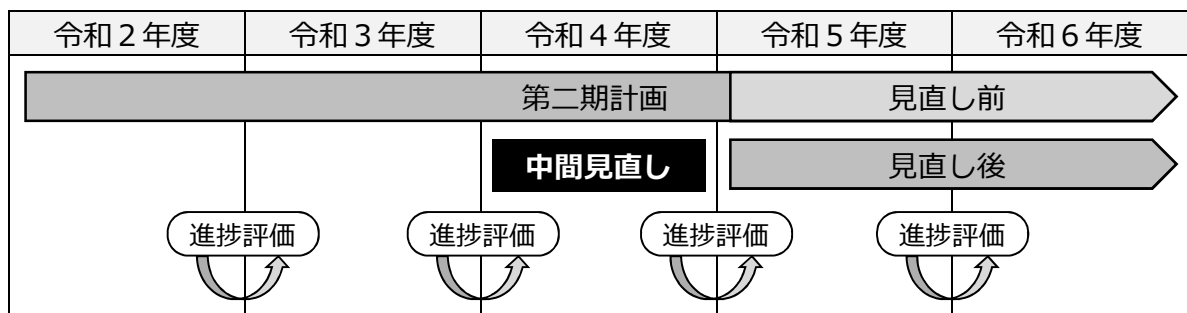 令和２年度 令和３年度 令和４年度 令和５年度 令和６年度
第二期計画 見直し前
中間見直し 見直し後
進捗評価 進捗評価 進捗評価 進捗評価